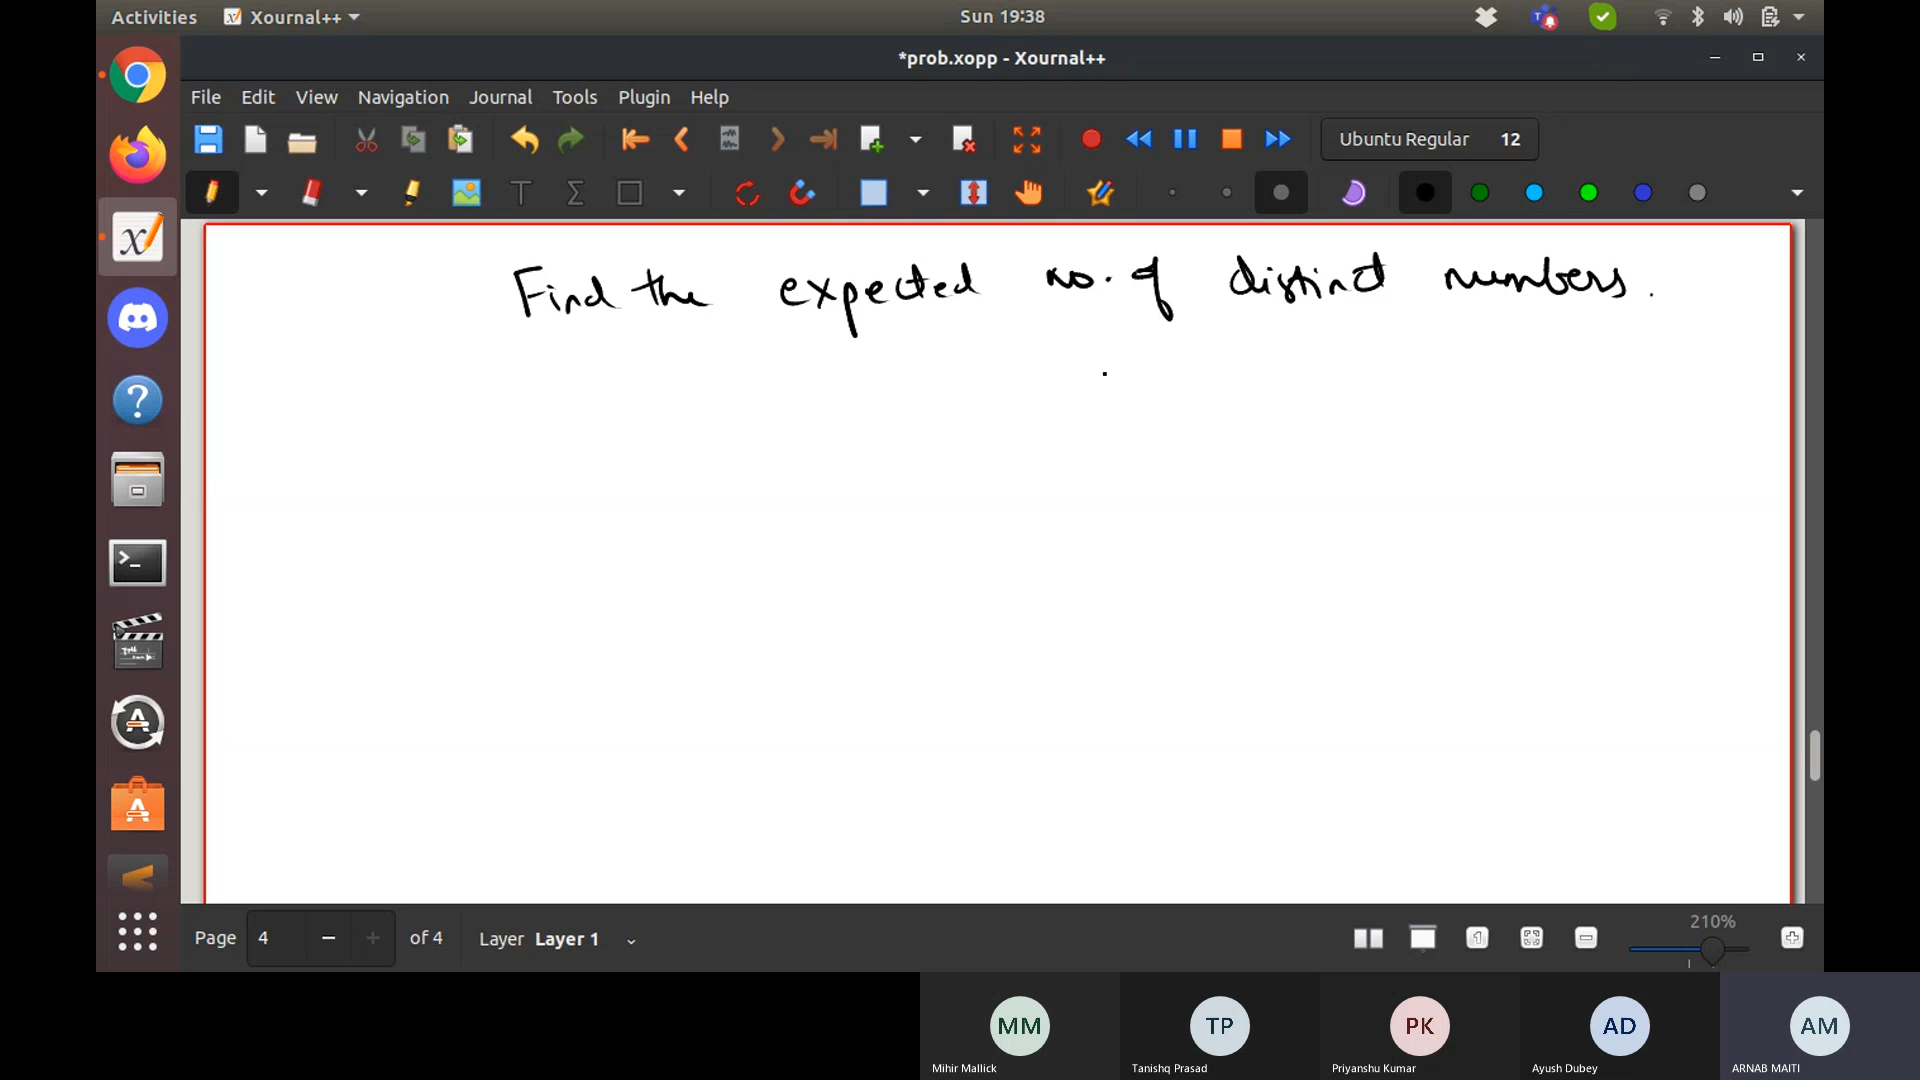 Activities Xournal++ Sun 19:38
*prob.xopp - Xournal++
File Edit View Navigation Journal Tools Plugin Help
Ubuntu Regular 12
Find the expected no. of distinct numbers.
Page 4 of 4 Layer Layer 1 210%
MM TP PK AD AM
Mihir Mallick Tanishq Prasad Priyanshu Kumar Ayush Dubey ARNAB MAITI